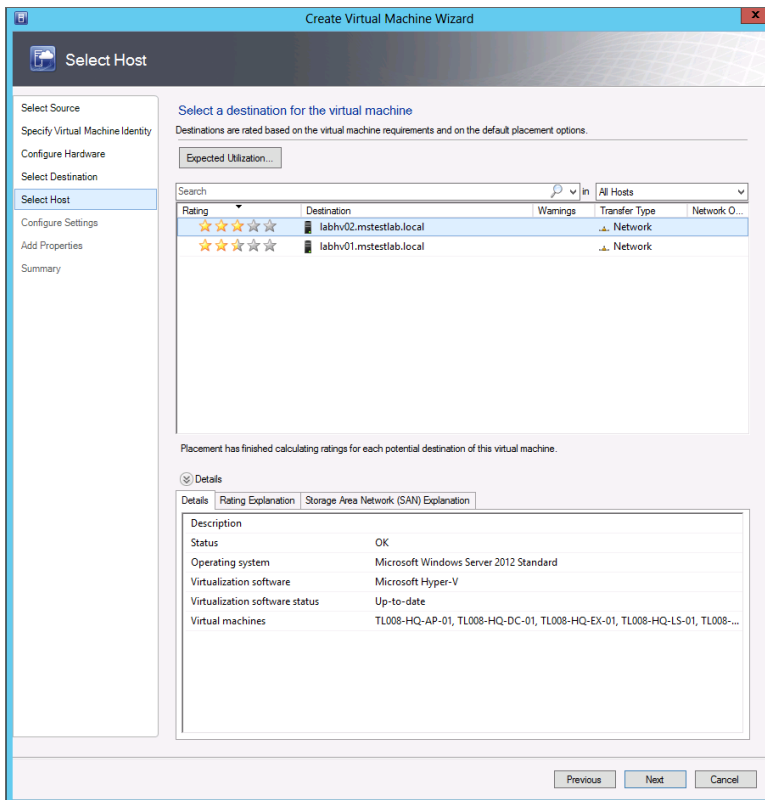 Create Virtual Machine Wizard
x
Select Host
Select Source
Specify Virtual Machine Identity
Configure Hardware
Select Destination
Select Host
Configure Settings
Add Properties
Summary
Select a destination for the virtual machine
Destinations are rated based on the virtual machine requirements and on the default placement options.
Expected Utilization...
Search in All Hosts
Rating Destination Warnings Transfer Type Network O...
labhv02.mstestlab.local Network
labhv01.mstestlab.local Network
Placement has finished calculating ratings for each potential destination of this virtual machine.
Details
Details Rating Explanation Storage Area Network (SAN) Explanation
Description
Status OK
Operating system Microsoft Windows Server 2012 Standard
Virtualization software Microsoft Hyper-V
Virtualization software status Up-to-date
Virtual machines TL008-HQ-AP-01, TL008-HQ-DC-01, TL008-HQ-EX-01, TL008-HQ-LS-01, TL008-...
Previous Next Cancel